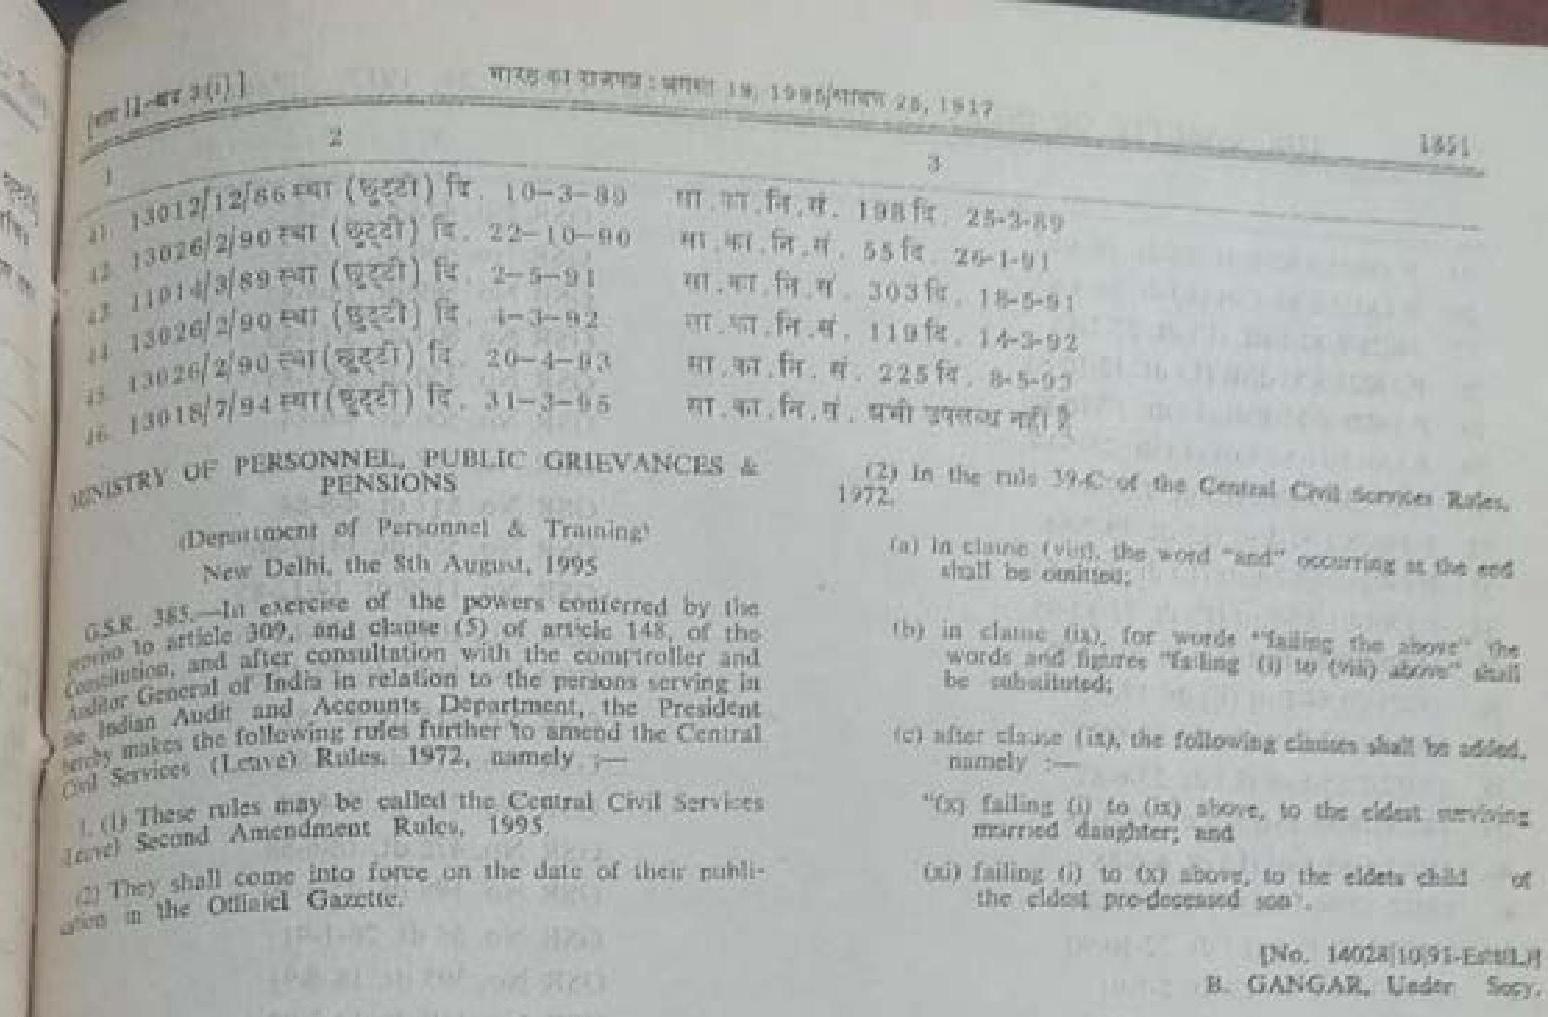 [भाग II-खण्ड 3(i)] भारत का राजपत्र : अगस्त 19, 1995/श्रावण 28, 1917 1851
1 2 3
41. 13012/12/86 स्था (छुट्टी) दि. 10-3-89 सा.का.नि.सं. 198 दि. 25-3-89
42. 13026/2/90 स्था (छुट्टी) दि. 22-10-90 सा.का.नि.सं. 55 दि. 26-1-91
43. 11014/3/89 स्था (छुट्टी) दि. 2-5-91 सा.का.नि.सं. 303 दि. 18-5-91
44. 13026/2/90 स्था (छुट्टी) दि. 4-3-92 सा.का.नि.सं. 119 दि. 14-3-92
45. 13026/2/90 स्था (छुट्टी) दि. 20-4-93 सा.का.नि.सं. 225 दि. 8-5-93
46. 13018/7/94 स्था (छुट्टी) दि. 31-3-95 सा.का.नि.सं. अभी उपलब्ध नहीं है
MINISTRY OF PERSONNEL, PUBLIC GRIEVANCES &
PENSIONS
(Department of Personnel & Training)
New Delhi, the 8th August, 1995
G.S.R. 385.—In exercise of the powers conferred by the
proviso to article 309, and clause (5) of article 148, of the
Constitution, and after consultation with the comptroller and
Auditor General of India in relation to the persons serving in
the Indian Audit and Accounts Department, the President
hereby makes the following rules further to amend the Central
Civil Services (Leave) Rules, 1972, namely :—
1. (1) These rules may be called the Central Civil Services
(Leave) Second Amendment Rules, 1995.
(2) They shall come into force on the date of their publi-
cation in the Official Gazette.
(2) In the rule 39-C of the Central Civil Services Rules,
1972,
(a) in clause (viii), the word "and" occurring at the end
shall be omitted;
(b) in clause (ix), for words "failing the above" the
words and figures "failing (i) to (viii) above" shall
be substituted;
(c) after clause (ix), the following clauses shall be added,
namely :—
"(x) failing (i) to (ix) above, to the eldest surviving
married daughter; and
(xi) failing (i) to (x) above, to the eldets child of
the eldest pre-deceased son".
[No. 14028|10|91-Estt(L)]
B. GANGAR, Under Secy.